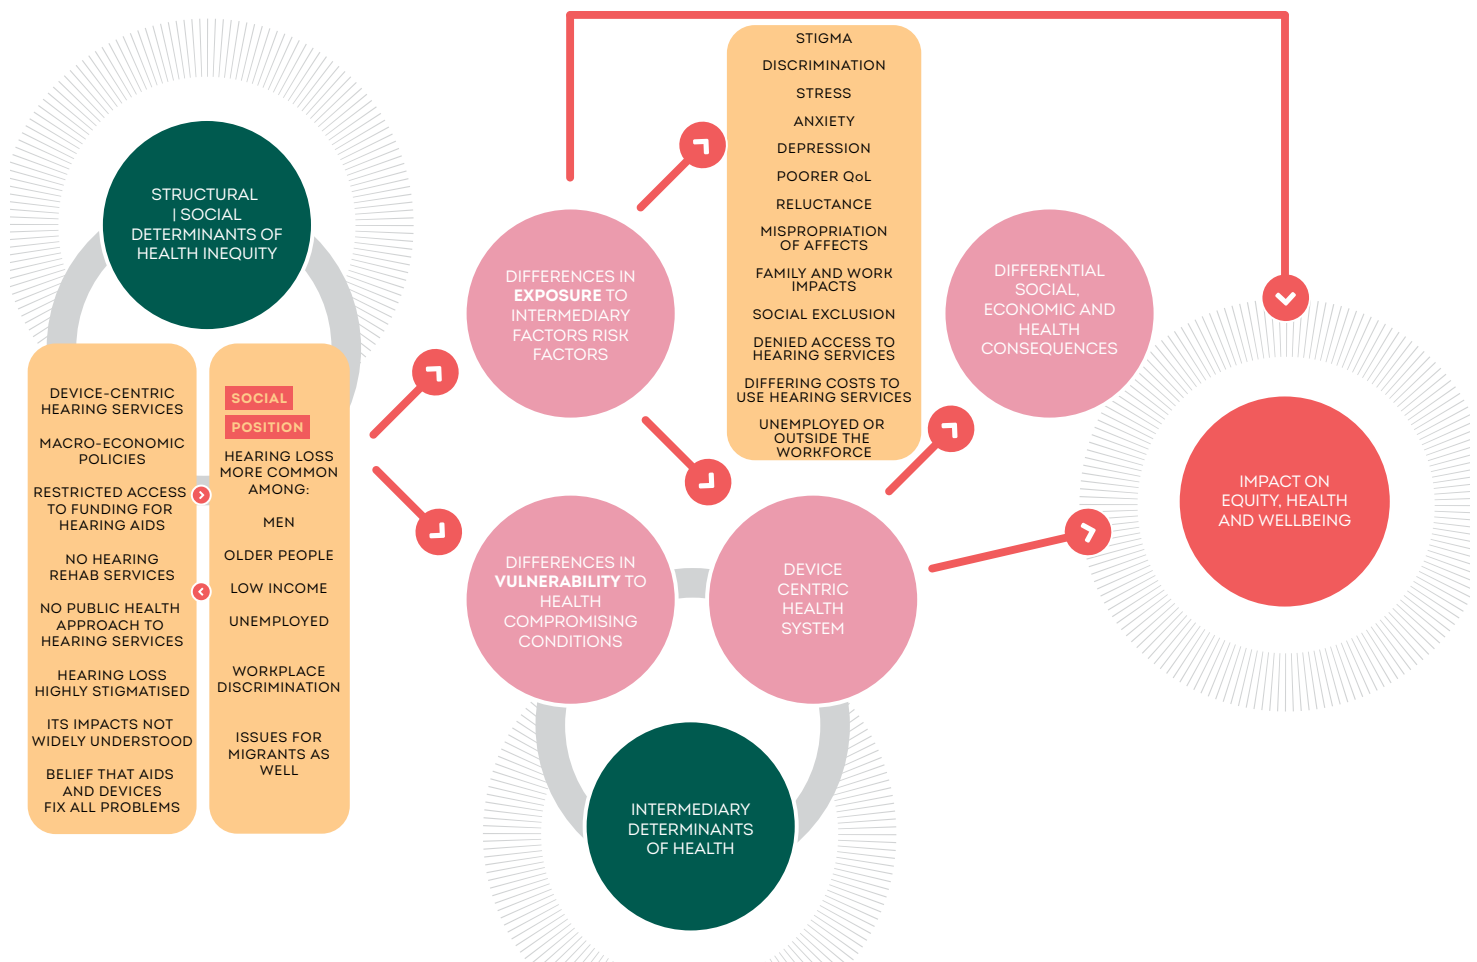 STRUCTURAL
| SOCIAL
DETERMINANTS OF
HEALTH INEQUITY
DEVICE-CENTRIC
HEARING SERVICES
MACRO-ECONOMIC
POLICIES
RESTRICTED ACCESS
TO FUNDING FOR
HEARING AIDS
NO HEARING
REHAB SERVICES
NO PUBLIC HEALTH
APPROACH TO
HEARING SERVICES
HEARING LOSS
HIGHLY STIGMATISED
ITS IMPACTS NOT
WIDELY UNDERSTOOD
BELIEF THAT AIDS
AND DEVICES
FIX ALL PROBLEMS
SOCIAL
POSITION
HEARING LOSS
MORE COMMON
AMONG:
MEN
OLDER PEOPLE
LOW INCOME
UNEMPLOYED
WORKPLACE
DISCRIMINATION
ISSUES FOR
MIGRANTS AS
WELL
DIFFERENCES IN
EXPOSURE TO
INTERMEDIARY
FACTORS RISK
FACTORS
STIGMA
DISCRIMINATION
STRESS
ANXIETY
DEPRESSION
POORER QoL
RELUCTANCE
MISPROPRIATION
OF AFFECTS
FAMILY AND WORK
IMPACTS
SOCIAL EXCLUSION
DENIED ACCESS TO
HEARING SERVICES
DIFFERING COSTS TO
USE HEARING SERVICES
UNEMPLOYED OR
OUTSIDE THE
WORKFORCE
DIFFERENCES IN
VULNERABILITY TO
HEALTH
COMPROMISING
CONDITIONS
DEVICE
CENTRIC
HEALTH
SYSTEM
INTERMEDIARY
DETERMINANTS
OF HEALTH
DIFFERENTIAL
SOCIAL,
ECONOMIC AND
HEALTH
CONSEQUENCES
IMPACT ON
EQUITY, HEALTH
AND WELLBEING